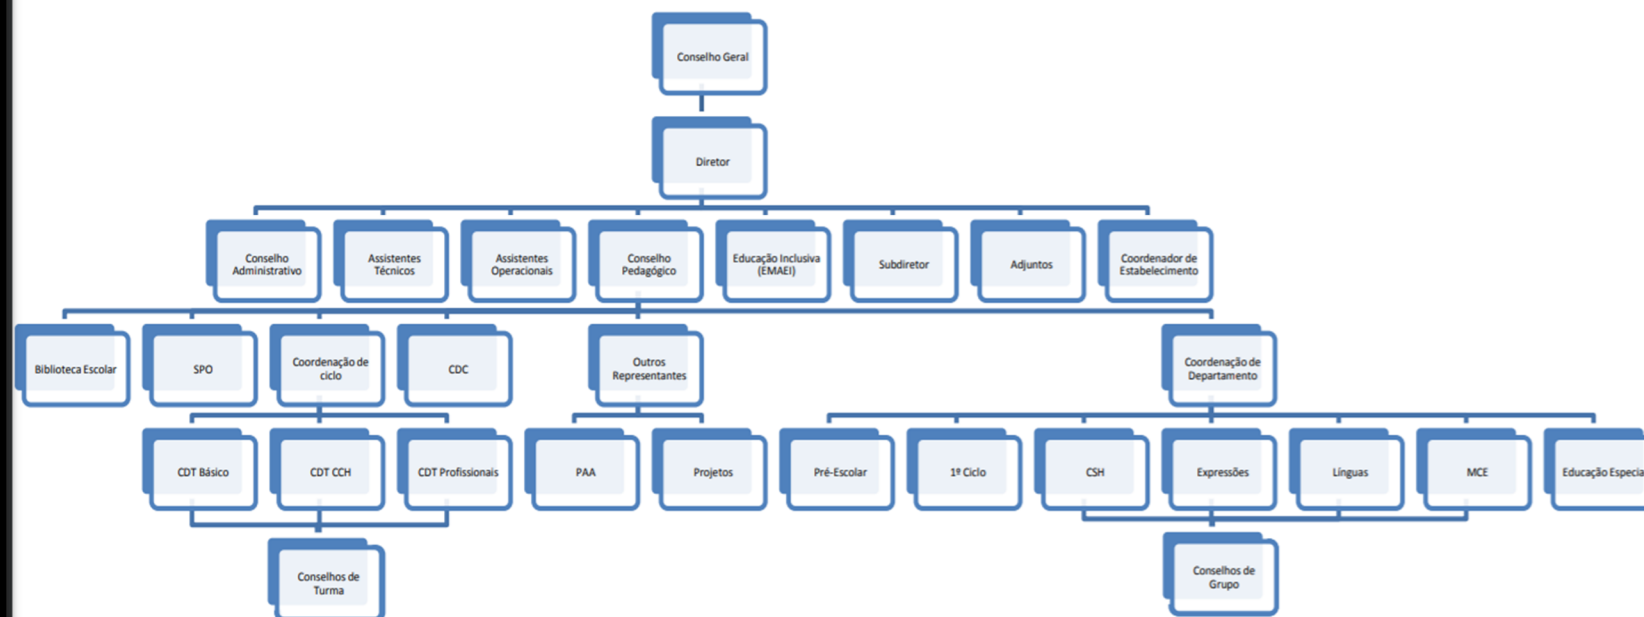 Conselho Geral
Diretor
Conselho
Administrativo
Assistentes
Técnicos
Assistentes
Operacionais
Conselho
Pedagógico
Educação Inclusiva
(EMAEI)
Subdiretor
Adjuntos
Coordenador de
Estabelecimento
Biblioteca Escolar
SPO
Coordenação de
ciclo
CDC
Outros
Representantes
Coordenação de
Departamento
CDT Básico
CDT CCH
CDT Profissionais
PAA
Projetos
Pré-Escolar
1º Ciclo
CSH
Expressões
Línguas
MCE
Educação Especia
Conselhos de
Turma
Conselhos de
Grupo